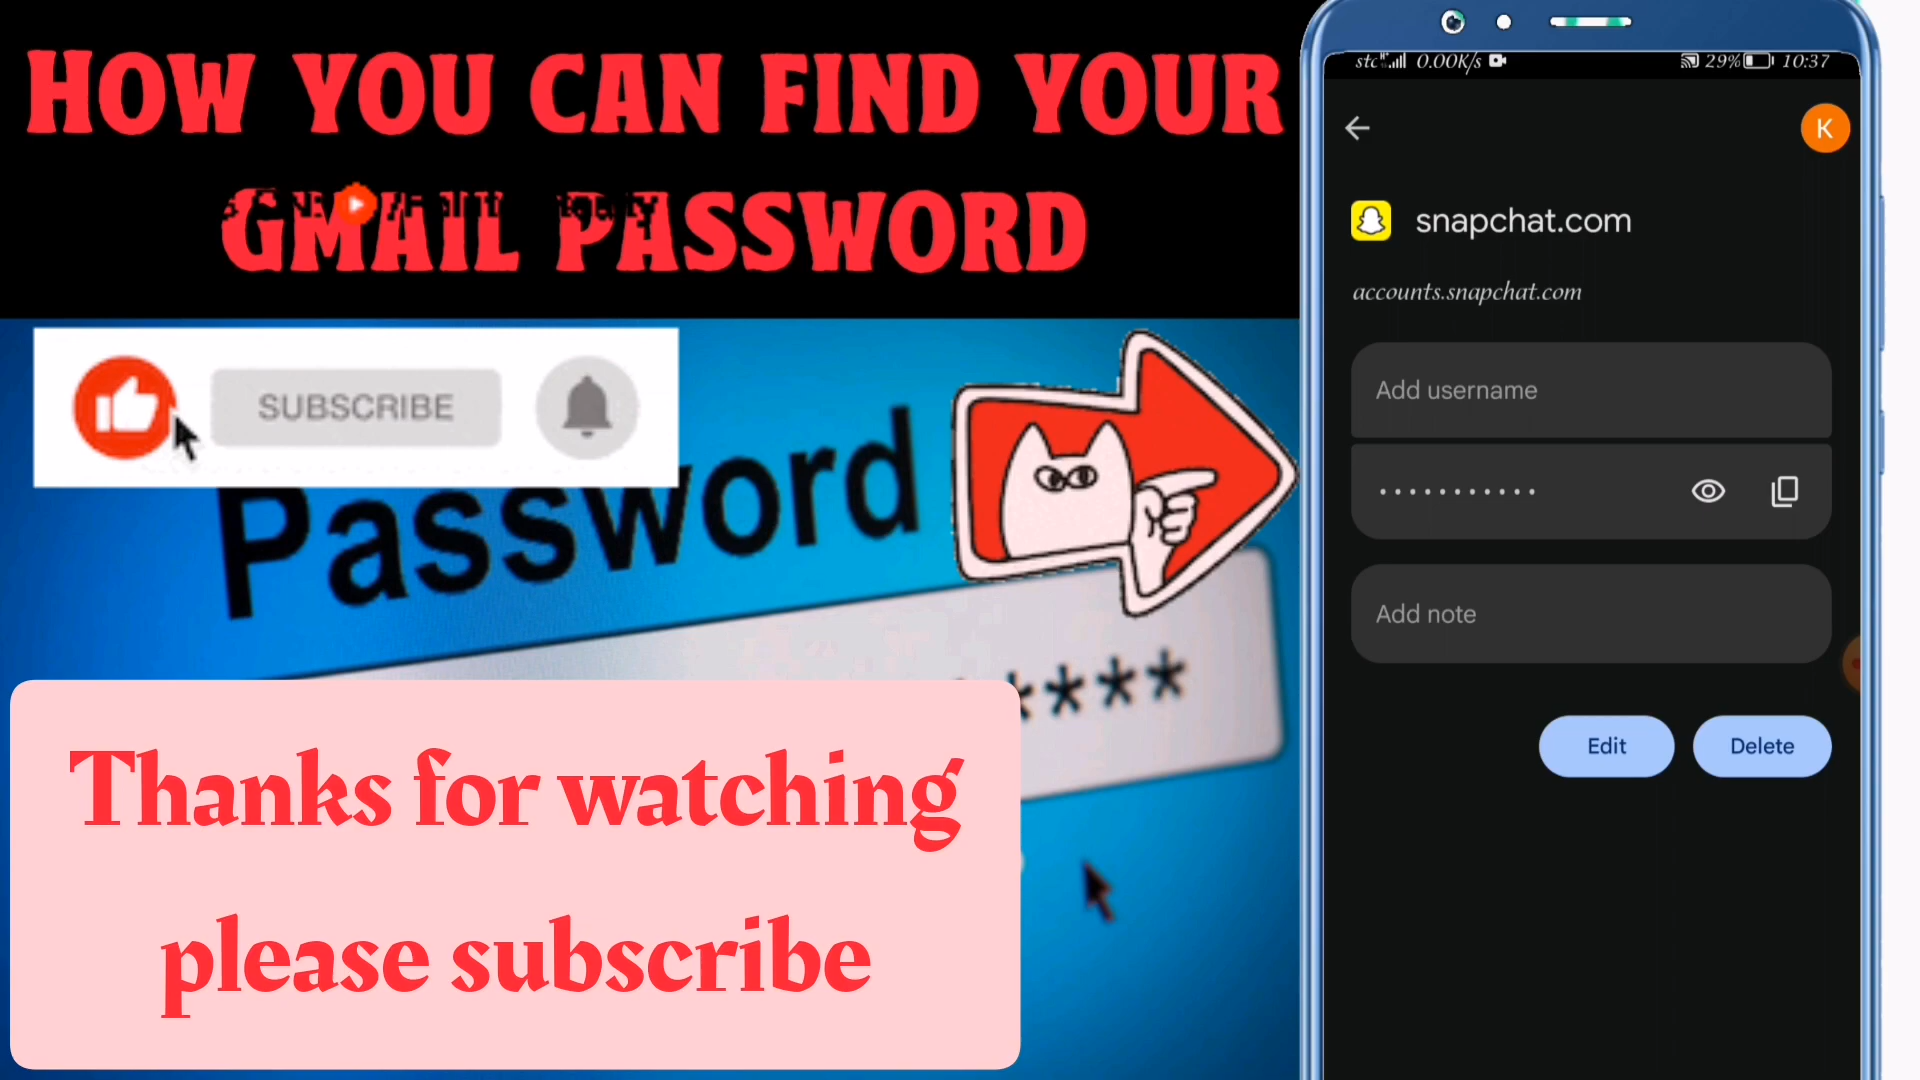 HOW YOU CAN FIND YOUR
GMAIL PASSWORD
SUBSCRIBE
Password
****
Thanks for watching
please subscribe
stc 0.00K/s 29% 10:37
K
snapchat.com
accounts.snapchat.com
Add username
...........
Add note
Edit Delete